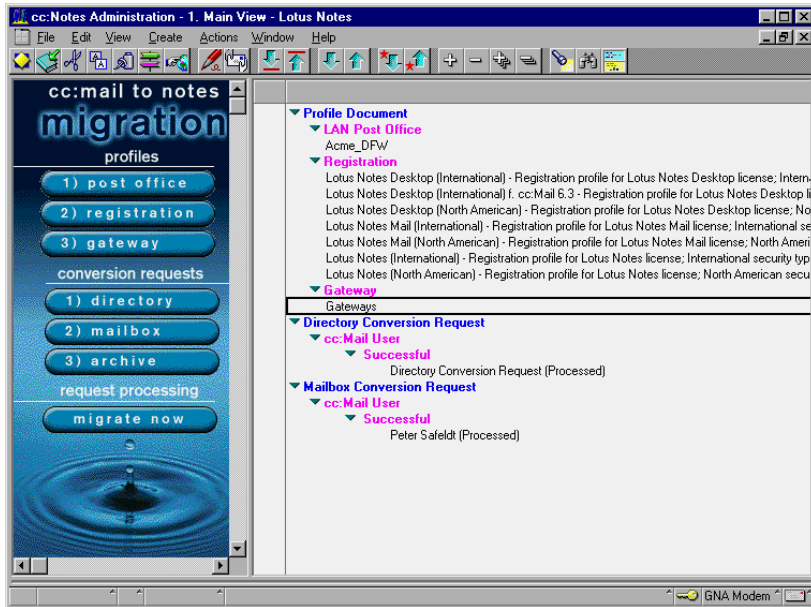 cc:Notes Administration - 1. Main View - Lotus Notes
File Edit View Create Actions Window Help
cc:mail to notes
migration
profiles
1) post office
2) registration
3) gateway
conversion requests
1) directory
2) mailbox
3) archive
request processing
migrate now
Profile Document
LAN Post Office
Acme_DFW
Registration
Lotus Notes Desktop (International) - Registration profile for Lotus Notes Desktop license; Intern
Lotus Notes Desktop (International) f. cc:Mail 6.3 - Registration profile for Lotus Notes Desktop li
Lotus Notes Desktop (North American) - Registration profile for Lotus Notes Desktop license; No
Lotus Notes Mail (International) - Registration profile for Lotus Notes Mail license; International se
Lotus Notes Mail (North American) - Registration profile for Lotus Notes Mail license; North Ameri
Lotus Notes (International) - Registration profile for Lotus Notes license; International security typ
Lotus Notes (North American) - Registration profile for Lotus Notes license; North American secu
Gateway
Gateways
Directory Conversion Request
cc:Mail User
Successful
Directory Conversion Request (Processed)
Mailbox Conversion Request
cc:Mail User
Successful
Peter Safeldt (Processed)
GNA Modem